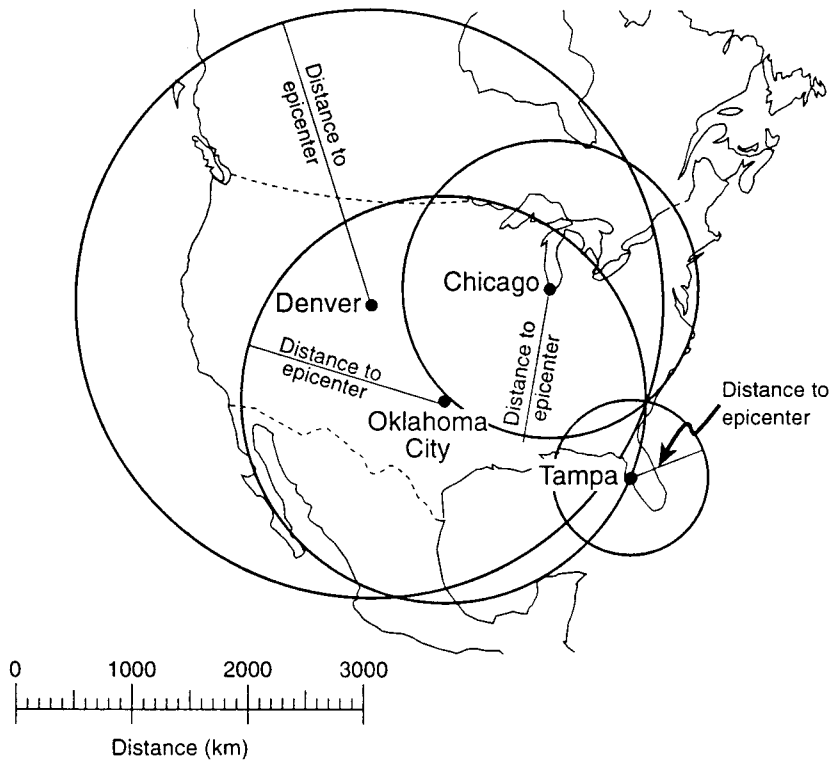 Distance to
epicenter
Denver
Chicago
Distance to
epicenter
Distance to
epicenter
Oklahoma
City
Distance to
epicenter
Tampa
0 1000 2000 3000
Distance (km)